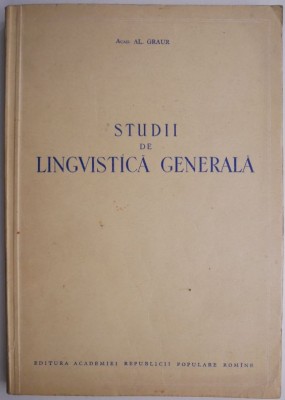 Acad. AL. GRAUR
STUDII
DE
LINGVISTICĂ GENERALĂ
EDITURA ACADEMIEI REPUBLICII POPULARE ROMÎNE